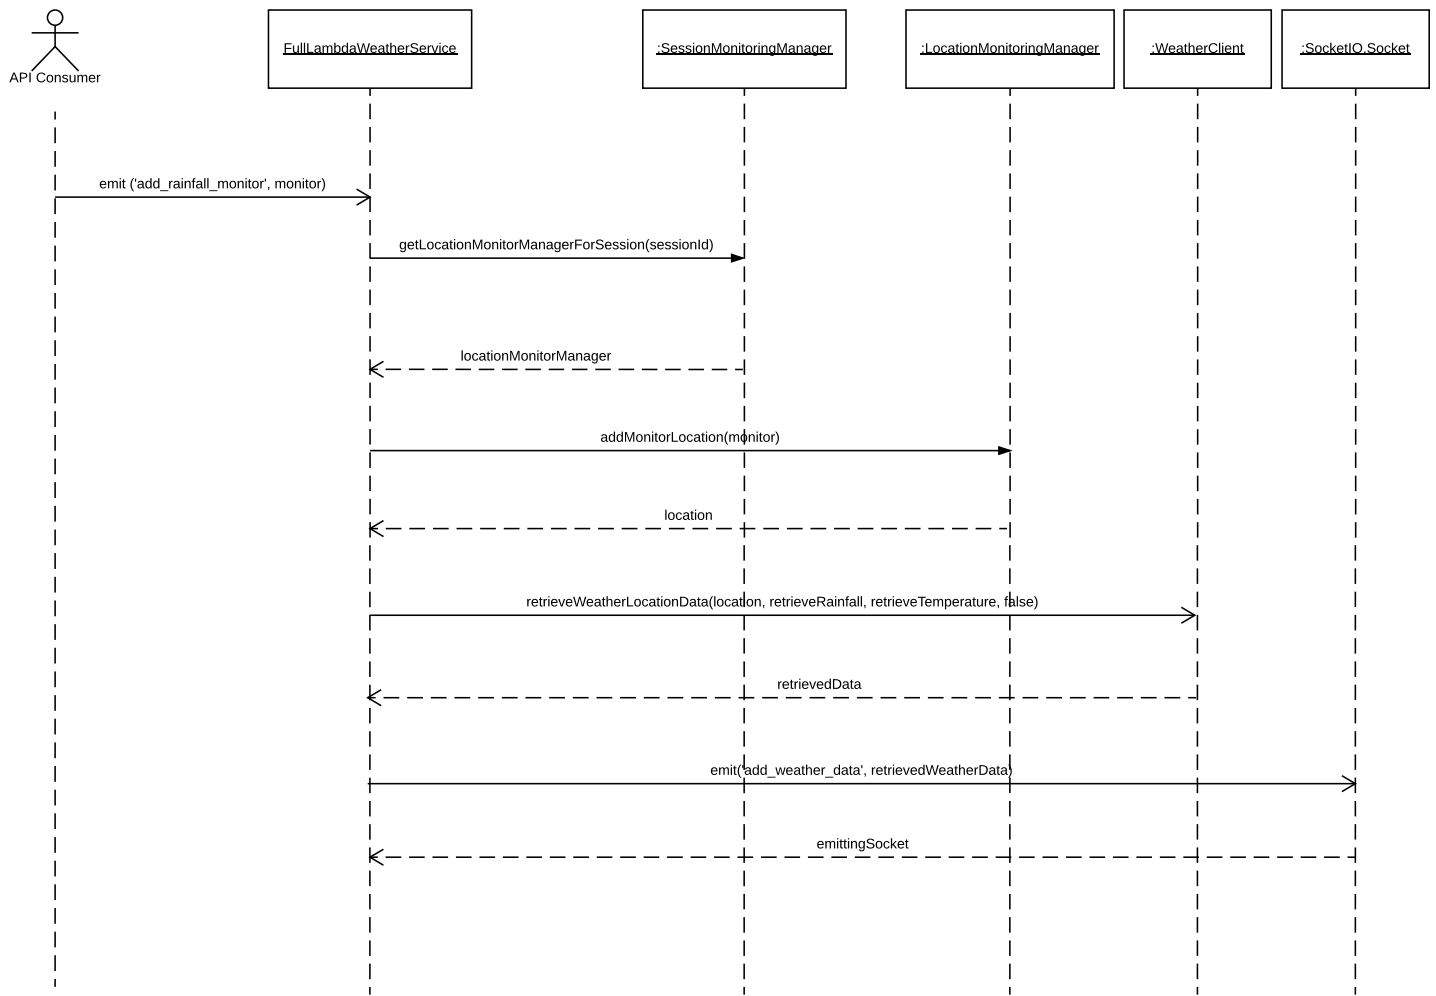 API Consumer
FullLambdaWeatherService
:SessionMonitoringManager
:LocationMonitoringManager
:WeatherClient
:SocketIO.Socket
emit ('add_rainfall_monitor', monitor)
getLocationMonitorManagerForSession(sessionId)
locationMonitorManager
addMonitorLocation(monitor)
location
retrieveWeatherLocationData(location, retrieveRainfall, retrieveTemperature, false)
retrievedData
emit('add_weather_data', retrievedWeatherData)
emittingSocket